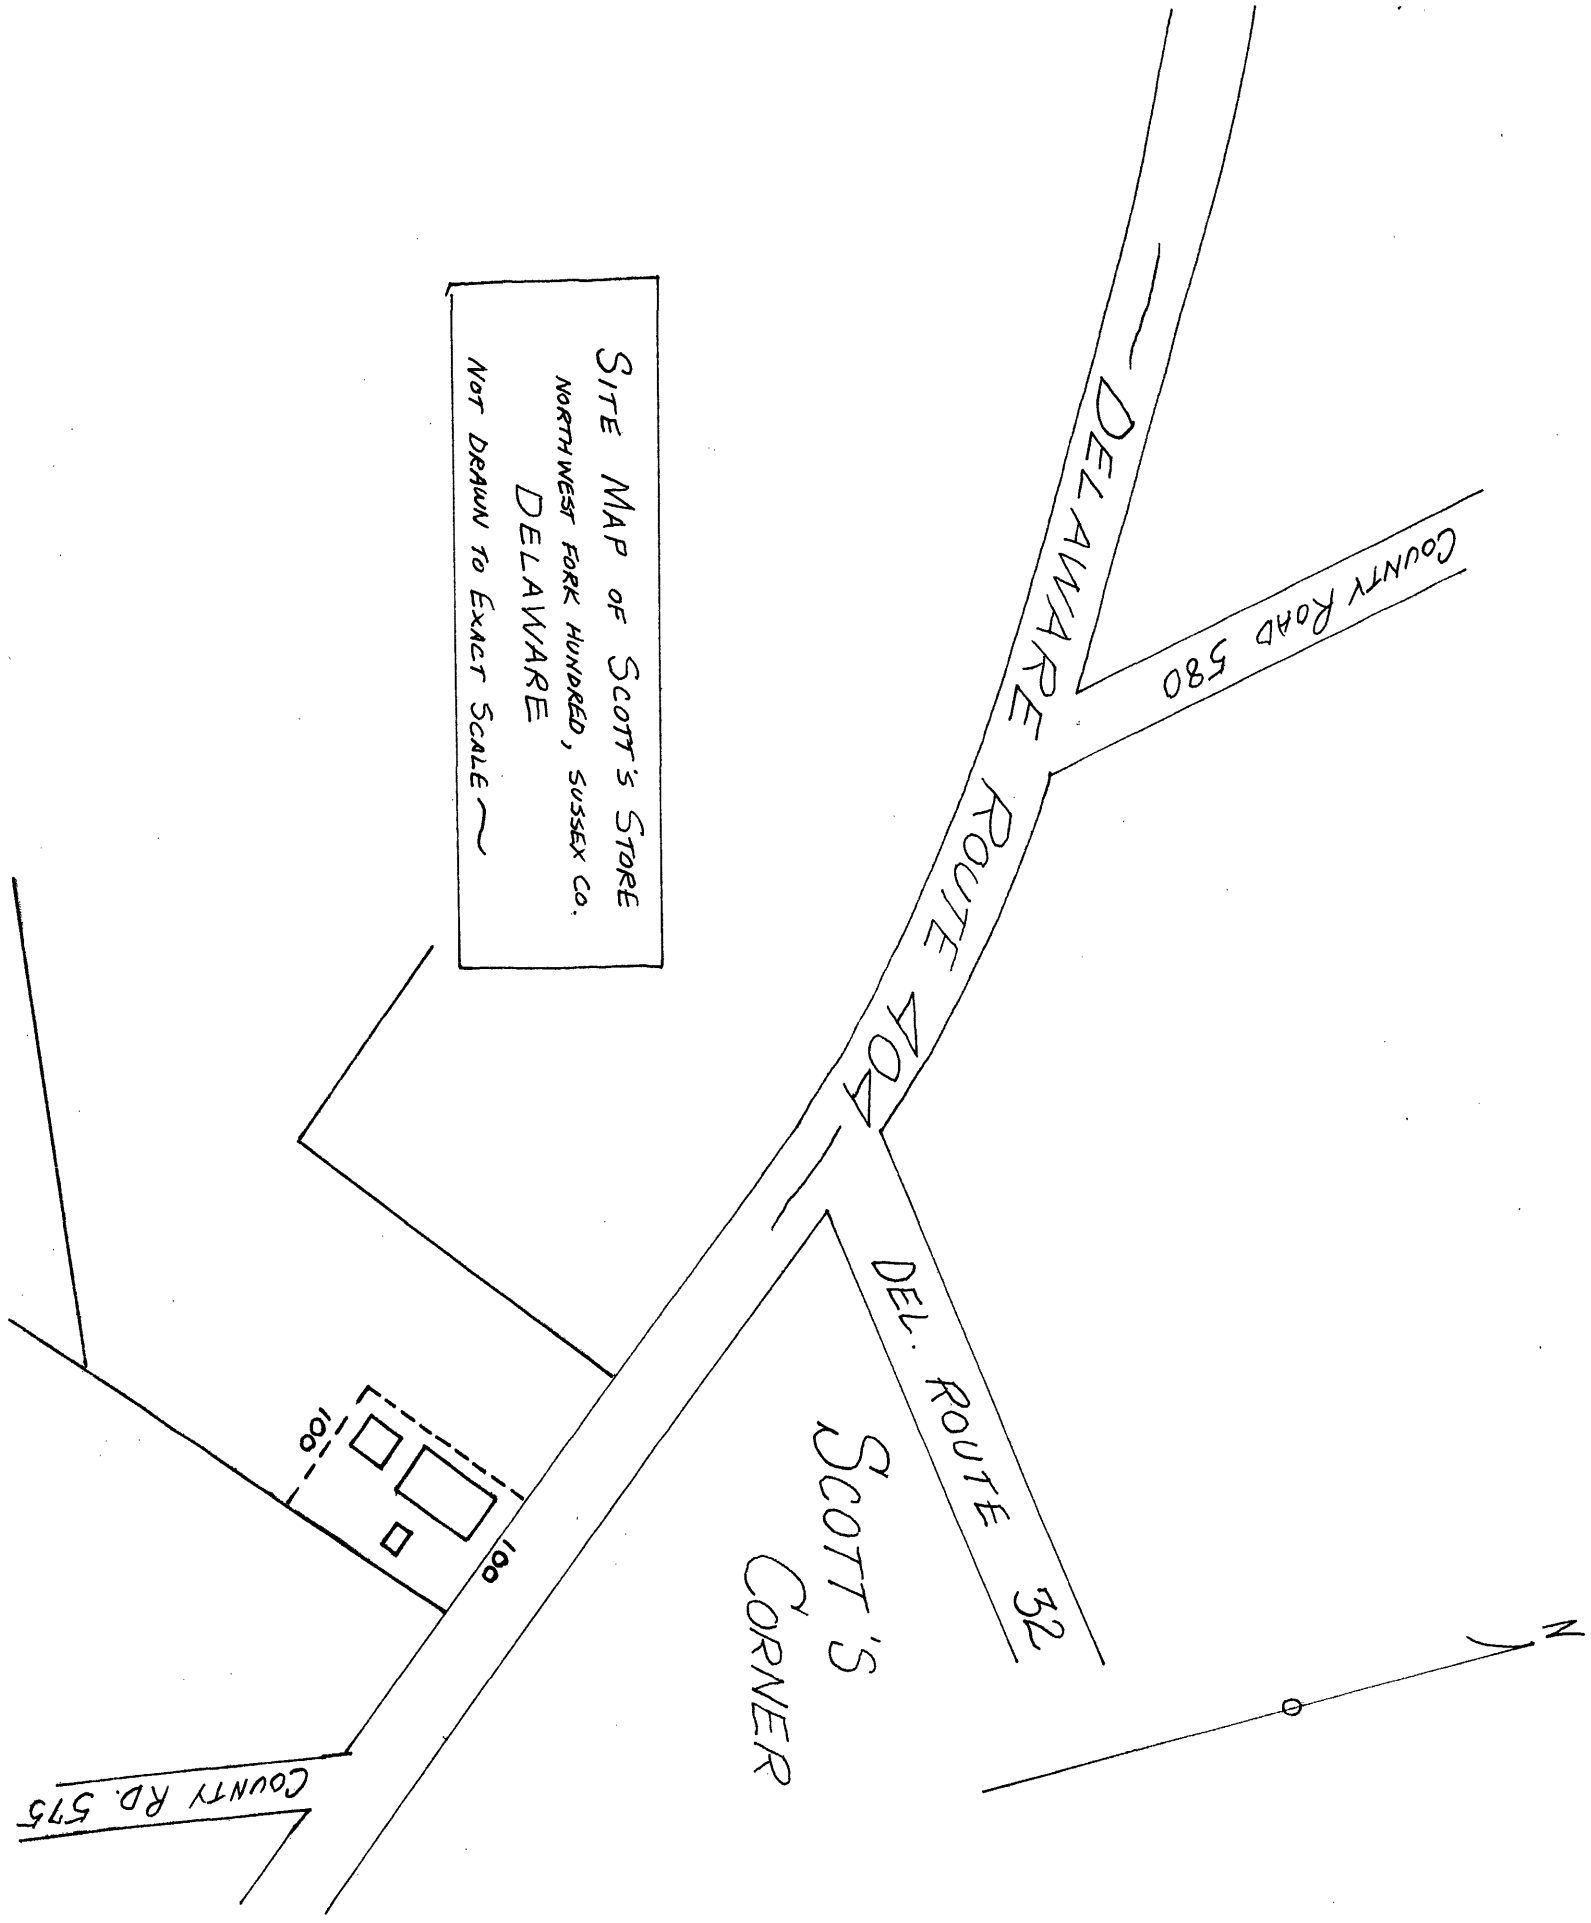 N
COUNTY ROAD 580
— DELAWARE ROUTE 404 —
DEL. ROUTE 32
SCOTT'S
CORNER
SITE MAP OF SCOTT'S STORE
NORTHWEST FORK HUNDRED, SUSSEX CO.
DELAWARE
NOT DRAWN TO EXACT SCALE~
100'
100'
COUNTY RD. 575